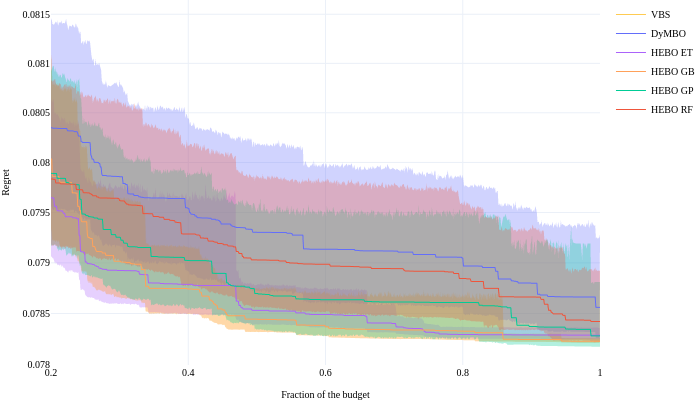 0.0815
0.081
0.0805
0.08
0.0795
0.079
0.0785
0.078
0.2
0.4
0.6
0.8
1
Fraction of the budget
Regret
VBS
DyMBO
HEBO ET
HEBO GB
HEBO GP
HEBO RF